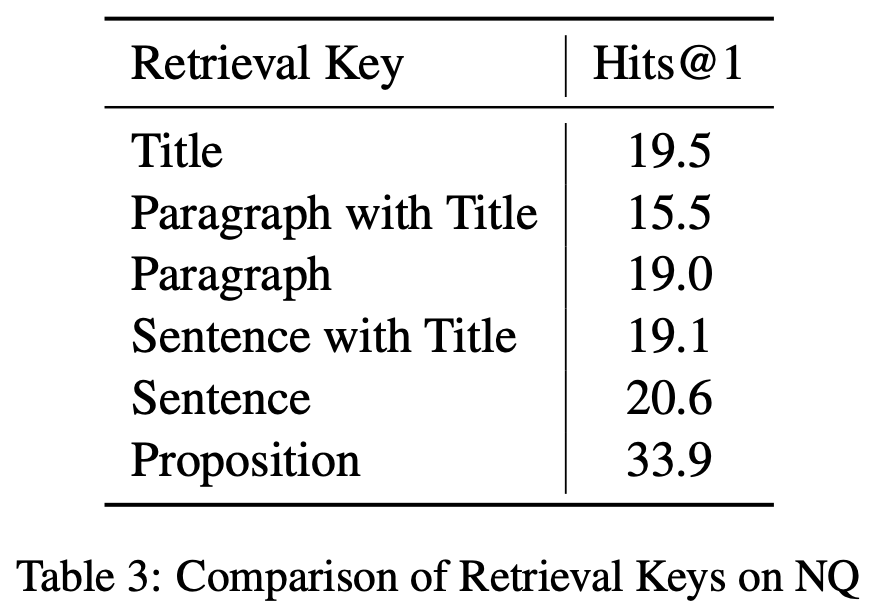 Retrieval Key Hits@1
Title 19.5
Paragraph with Title 15.5
Paragraph 19.0
Sentence with Title 19.1
Sentence 20.6
Proposition 33.9
Table 3: Comparison of Retrieval Keys on NQ